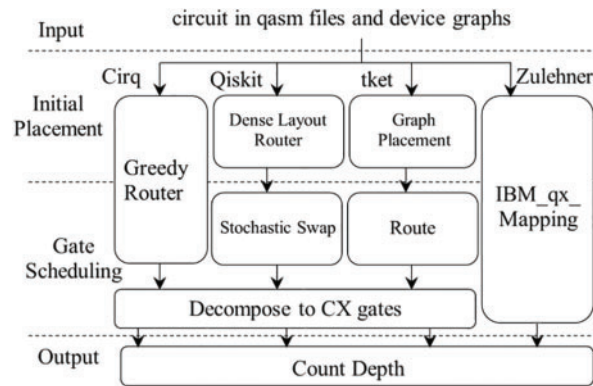 circuit in qasm files and device graphs
Input
Cirq
Qiskit
tket
Zulehner
Initial
Placement
Dense Layout
Router
Graph
Placement
Greedy
Router
IBM_qx_
Mapping
Gate
Scheduling
Stochastic Swap
Route
Decompose to CX gates
Output
Count Depth